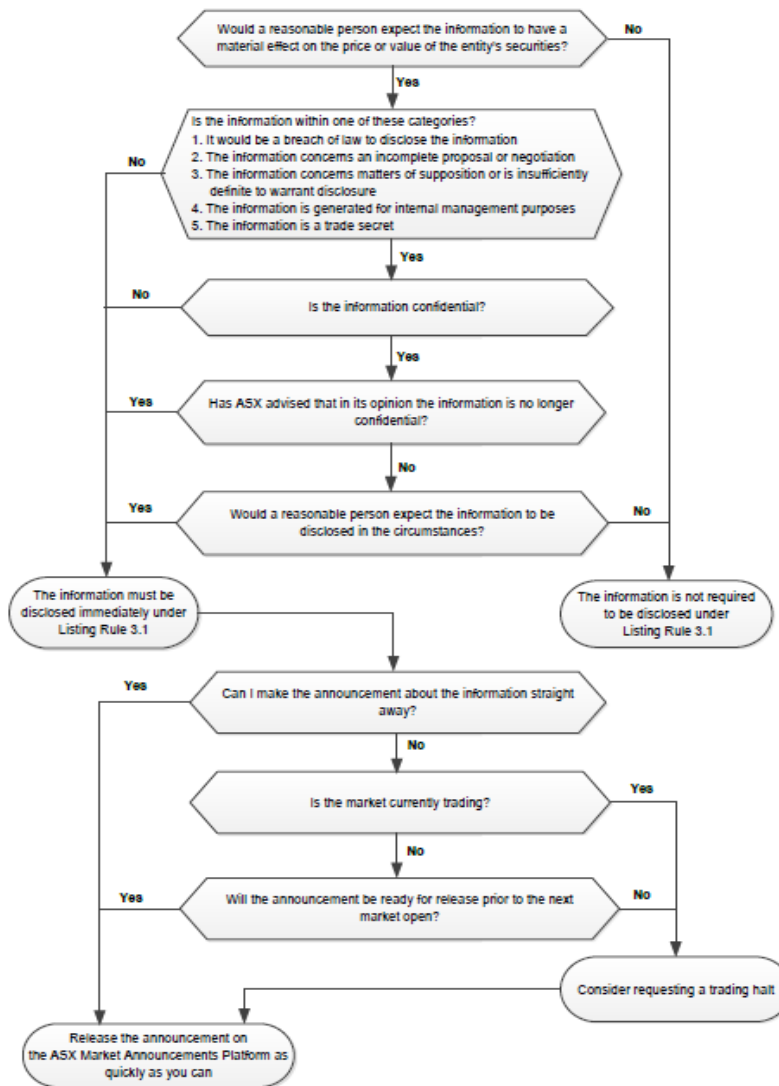 Would a reasonable person expect the information to have a
material effect on the price or value of the entity's securities?
No
Yes
Is the information within one of these categories?
1. It would be a breach of law to disclose the information
2. The information concerns an incomplete proposal or negotiation
3. The information concerns matters of supposition or is insufficiently
definite to warrant disclosure
4. The information is generated for internal management purposes
5. The information is a trade secret
No
Yes
No
Is the information confidential?
Yes
Yes
Has ASX advised that in its opinion the information is no longer
confidential?
No
Yes
Would a reasonable person expect the information to be
disclosed in the circumstances?
No
The information must be
disclosed immediately under
Listing Rule 3.1
The information is not required
to be disclosed under
Listing Rule 3.1
Yes
Can I make the announcement about the information straight
away?
No
Is the market currently trading?
Yes
No
Yes
Will the announcement be ready for release prior to the next
market open?
No
Consider requesting a trading halt
Release the announcement on
the ASX Market Announcements Platform as
quickly as you can